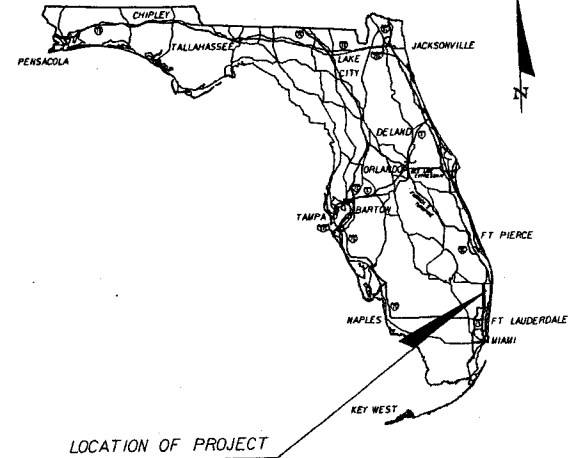 CHIPLEY
PENSACOLA
TALLAHASSEE
LAKE
CITY
JACKSONVILLE
N
DELAND
ORLANDO
TAMPA
BARTON
FT PIERCE
NAPLES
FT LAUDERDALE
MIAMI
KEY WEST
LOCATION OF PROJECT